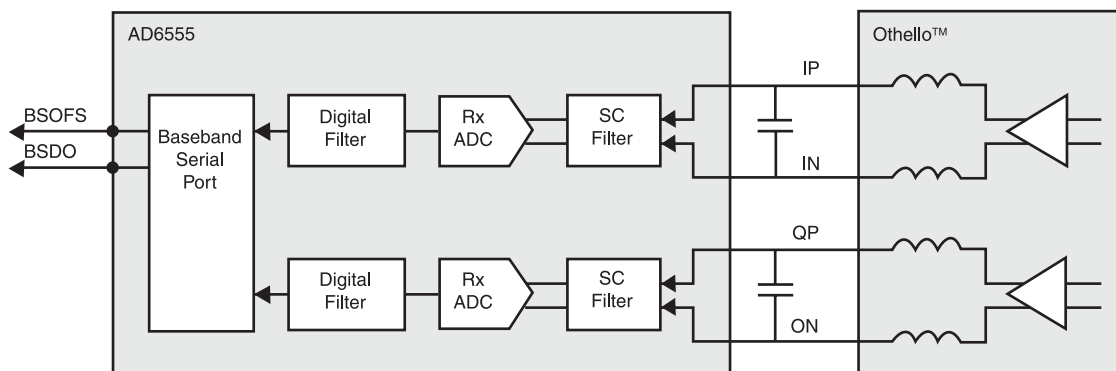 AD6555
Othello™
BSOFS
BSDO
Baseband
Serial
Port
Digital
Filter
Rx
ADC
SC
Filter
IP
IN
Digital
Filter
Rx
ADC
SC
Filter
QP
ON